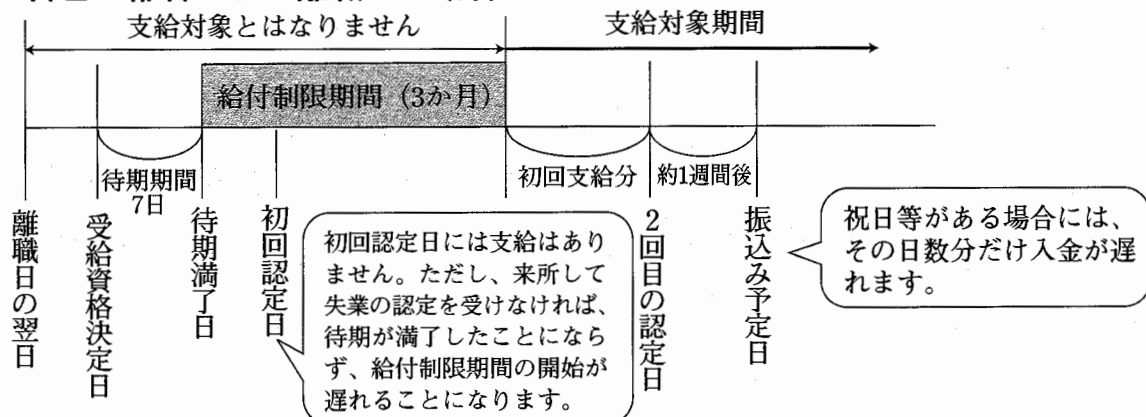 支給対象とはなりません
支給対象期間
給付制限期間（3か月）
待期期間
7日
初回支給分
約1週間後
離職日の翌日
受給資格決定日
待期満了日
初回認定日
初回認定日には支給はあり
ません。ただし、来所して
失業の認定を受けなければ、
待期が満了したことになら
ず、給付制限期間の開始が
遅れることになります。
2回目の認定日
振込み予定日
祝日等がある場合には、
その日数分だけ入金が遅
れます。